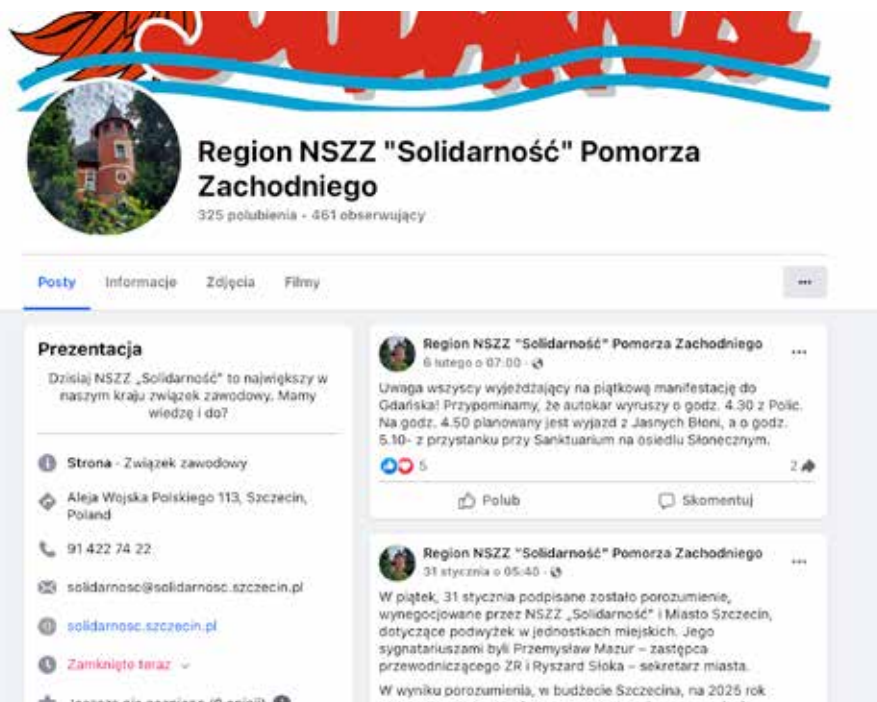 Region NSZZ "Solidarność" Pomorza
Zachodniego
325 polubienia • 461 obserwujący
Posty
Informacje
Zdjęcia
Filmy
Prezentacja
Dzisiaj NSZZ „Solidarność" to największy w
naszym kraju związek zawodowy. Mamy
wiedzę i do?
Strona · Związek zawodowy
Aleja Wojska Polskiego 113, Szczecin,
Poland
91 422 74 22
solidarnosc@solidarnosc.szczecin.pl
solidarnosc.szczecin.pl
Zamknięto teraz
Region NSZZ "Solidarność" Pomorza Zachodniego
6 lutego o 07:00
Uwaga wszyscy wyjeżdżający na piątkową manifestację do
Gdańska! Przypominamy, że autokar wyruszy o godz. 4.30 z Polic.
Na godz. 4.50 planowany jest wyjazd z Jasnych Błoni, a o godz.
5.10- z przystanku przy Sanktuarium na osiedlu Słonecznym.
5
2
Polub
Skomentuj
Region NSZZ "Solidarność" Pomorza Zachodniego
31 stycznia o 05:40
W piątek, 31 stycznia podpisane zostało porozumienie,
wynegocjowane przez NSZZ „Solidarność" i Miasto Szczecin,
dotyczące podwyżek w jednostkach miejskich. Jego
sygnatariuszami byli Przemysław Mazur – zastępca
przewodniczącego ZR i Ryszard Słoka – sekretarz miasta.
W wyniku porozumienia, w budżecie Szczecina, na 2025 rok